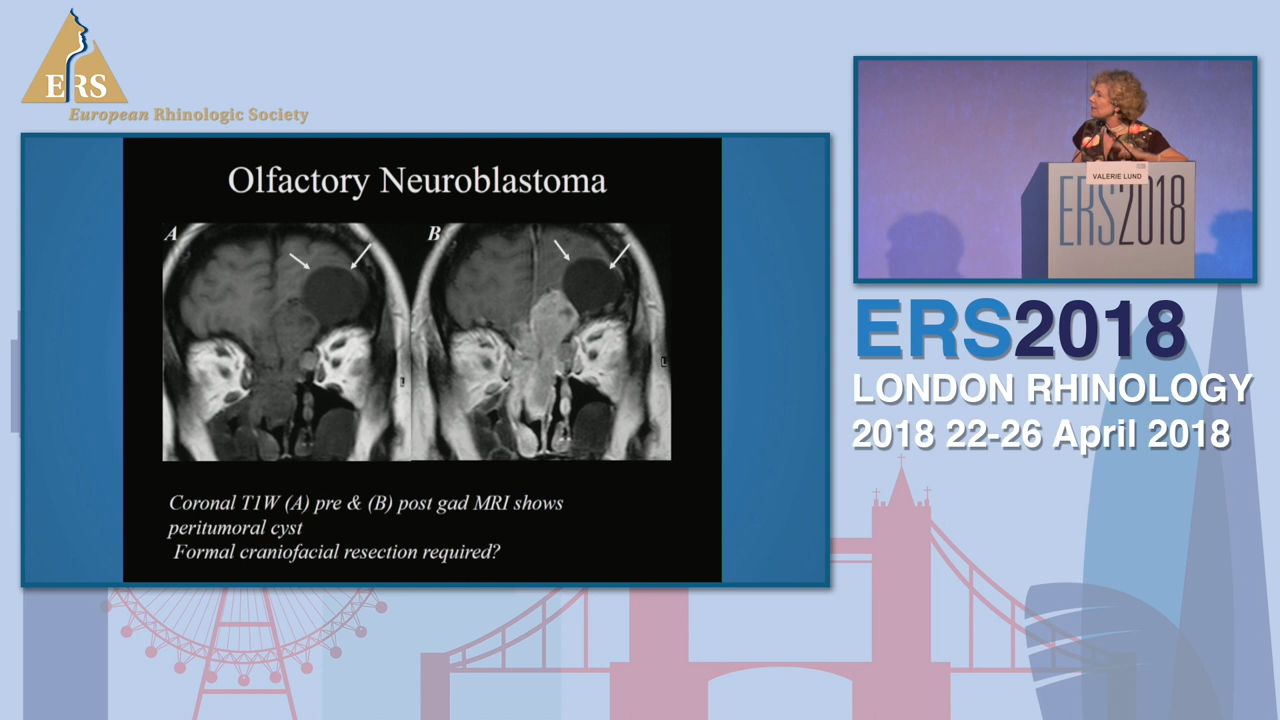 ERS
European Rhinologic Society
Olfactory Neuroblastoma
A
B
L
L
Coronal T1W (A) pre & (B) post gad MRI shows
peritumoral cyst
Formal craniofacial resection required?
VALERIE LUND
ERS2018
ERS2018
LONDON RHINOLOGY
2018 22-26 April 2018